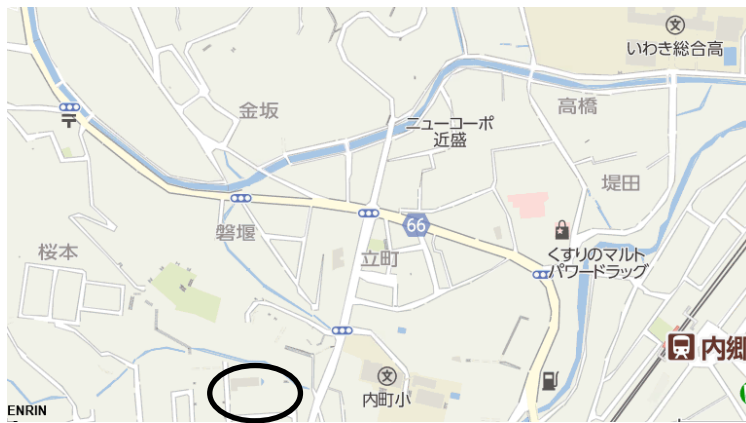 文
いわき総合高
金坂
高橋
〒
ニューコーポ
近盛
堤田
66
磐堰
桜本
立町
くすりのマルト
パワードラッグ
内郷
文
内町小
ENRIN